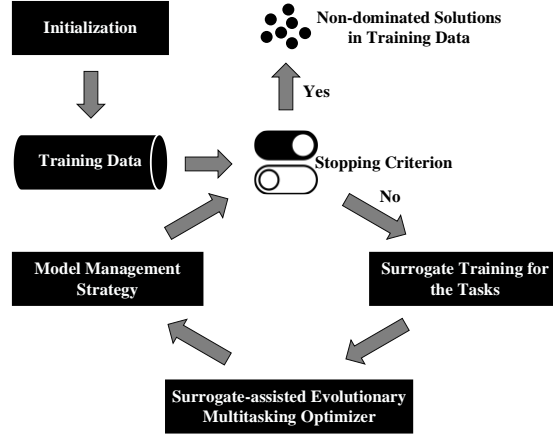 Initialization
Non-dominated Solutions
in Training Data
Yes
Training Data
Stopping Criterion
No
Model Management
Strategy
Surrogate Training for
the Tasks
Surrogate-assisted Evolutionary
Multitasking Optimizer